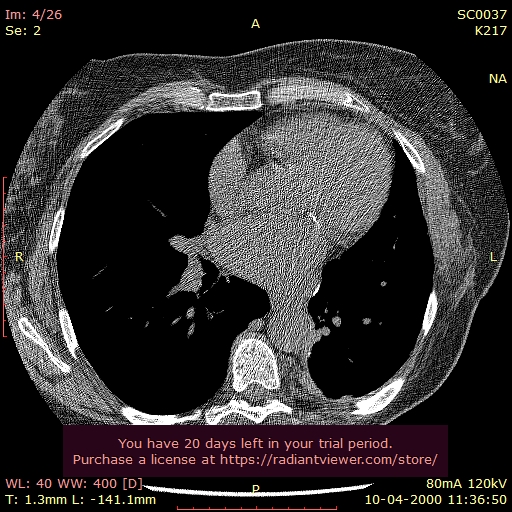 Im: 4/26
Se: 2
A
SC0037
K217
NA
R
L
You have 20 days left in your trial period.
Purchase a license at https://radiantviewer.com/store/
WL: 40 WW: 400 [D]
T: 1.3mm L: -141.1mm
P
80mA 120kV
10-04-2000 11:36:50